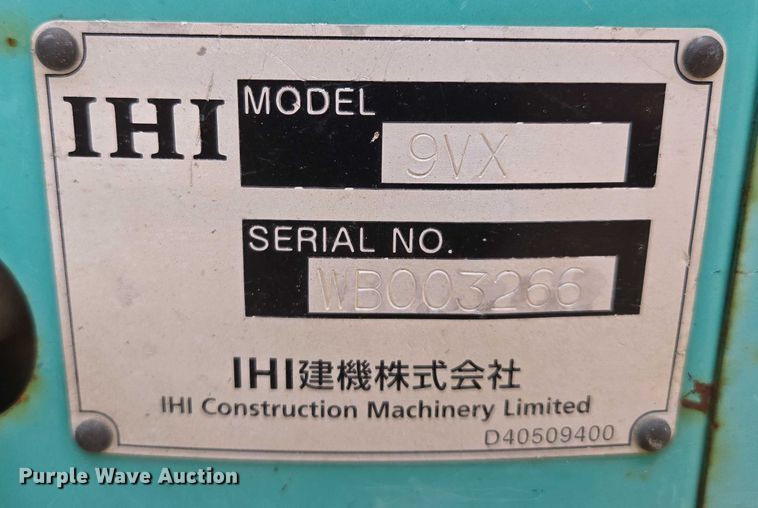 IHI
MODEL
9VX
SERIAL NO.
WB003266
IHI建機株式会社
IHI Construction Machinery Limited
D40509400
Purple Wave Auction